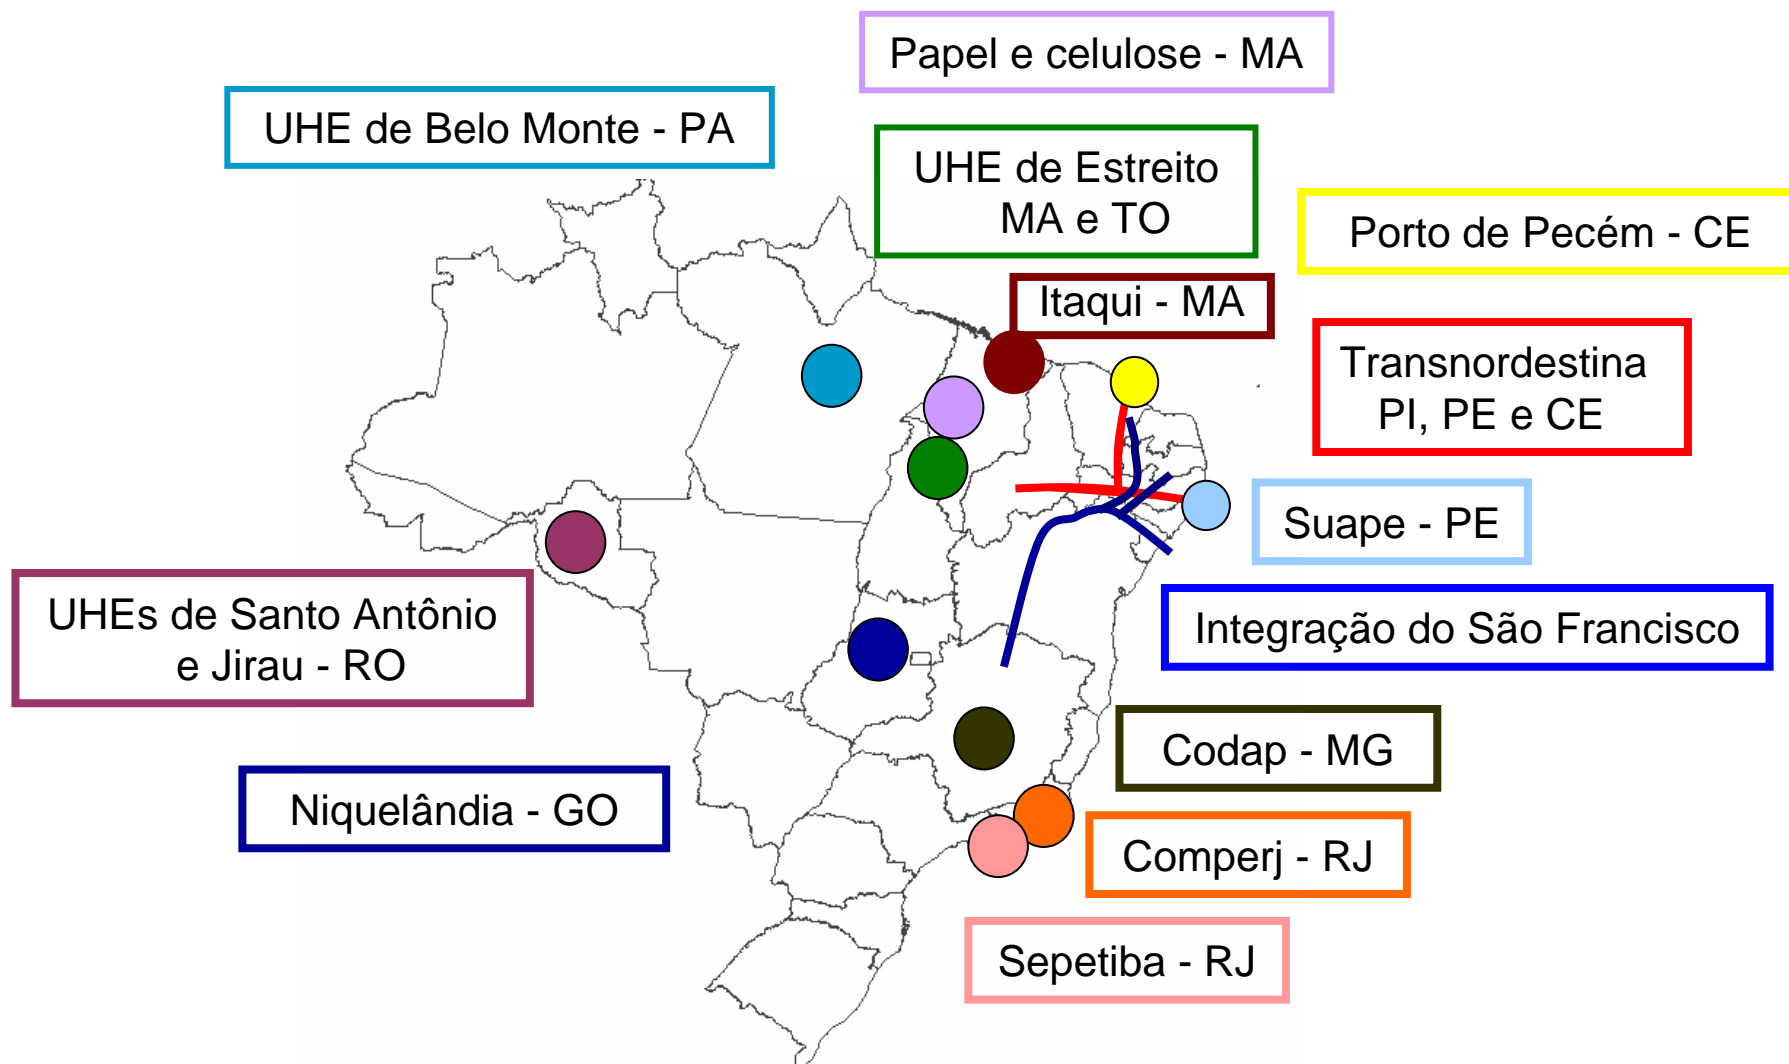 Papel e celulose - MA
UHE de Belo Monte - PA
UHE de Estreito
MA e TO
Porto de Pecém - CE
Itaqui - MA
Transnordestina
PI, PE e CE
Suape - PE
UHEs de Santo Antônio
e Jirau - RO
Integração do São Francisco
Codap - MG
Niquelândia - GO
Comperj - RJ
Sepetiba - RJ